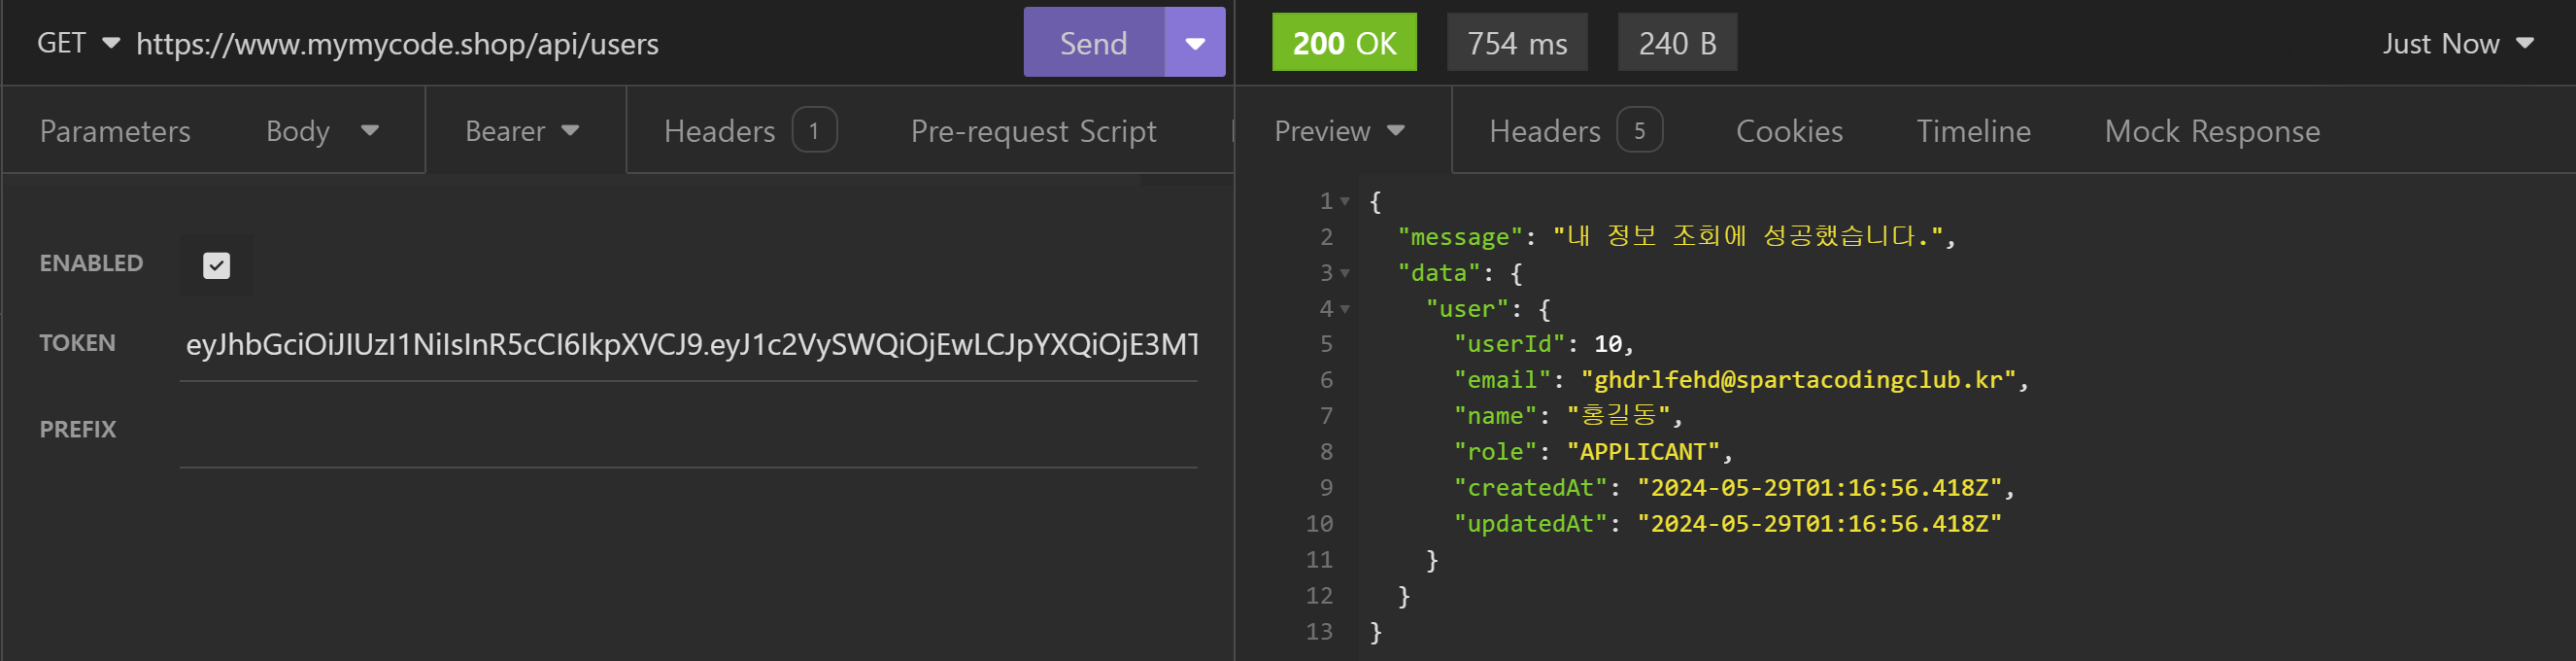 GET https://www.mymycode.shop/api/users Send 200 OK 754 ms 240 B Just Now
Parameters Body Bearer Headers 1 Pre-request Script Preview Headers 5 Cookies Timeline Mock Response
ENABLED
TOKEN eyJhbGciOiJIUzI1NiIsInR5cCI6IkpXVCJ9.eyJ1c2VySWQiOjEwLCJpYXQiOjE3MT
PREFIX
1 {
2 "message": "내 정보 조회에 성공했습니다.",
3 "data": {
4 "user": {
5 "userId": 10,
6 "email": "ghdrlfehd@spartacodingclub.kr",
7 "name": "홍길동",
8 "role": "APPLICANT",
9 "createdAt": "2024-05-29T01:16:56.418Z",
10 "updatedAt": "2024-05-29T01:16:56.418Z"
11 }
12 }
13 }